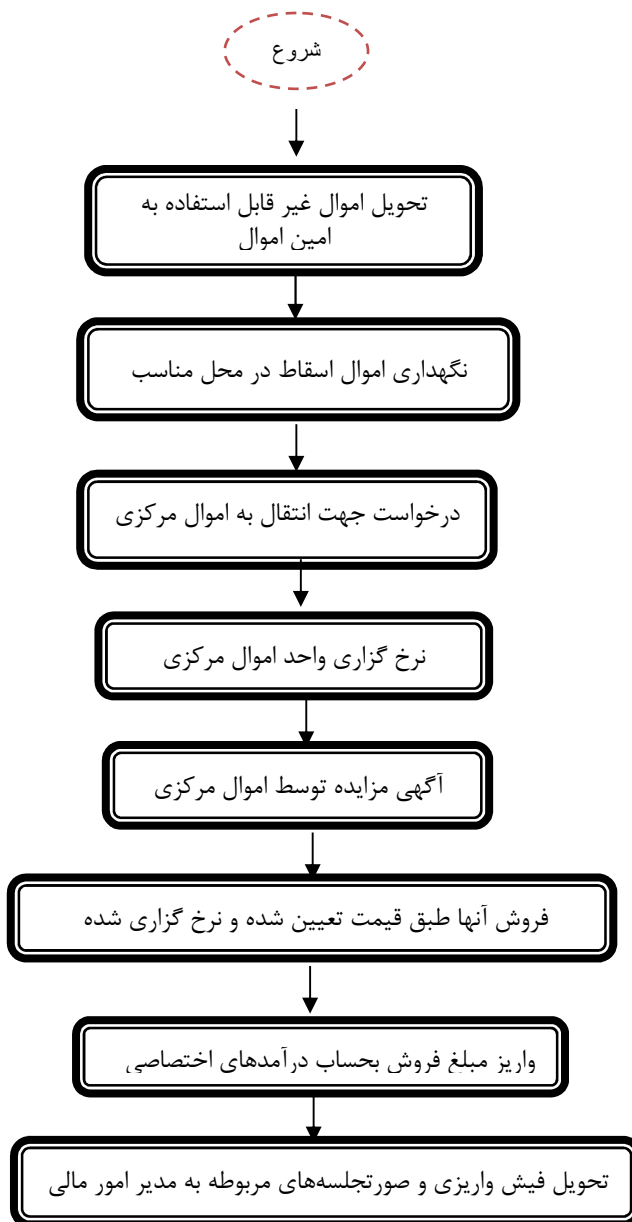 شروع
تحویل اموال غیر قابل استفاده به
امین اموال
نگهداری اموال اسقاط در محل مناسب
درخواست جهت انتقال به اموال مرکزی
نرخ گزاری واحد اموال مرکزی
آگهی مزایده توسط اموال مرکزی
فروش آنها طبق قیمت تعیین شده و نرخ گزاری شده
واریز مبلغ فروش بحساب درآمدهای اختصاصی
تحویل فیش واریزی و صورتجلسه‌های مربوطه به مدیر امور مالی